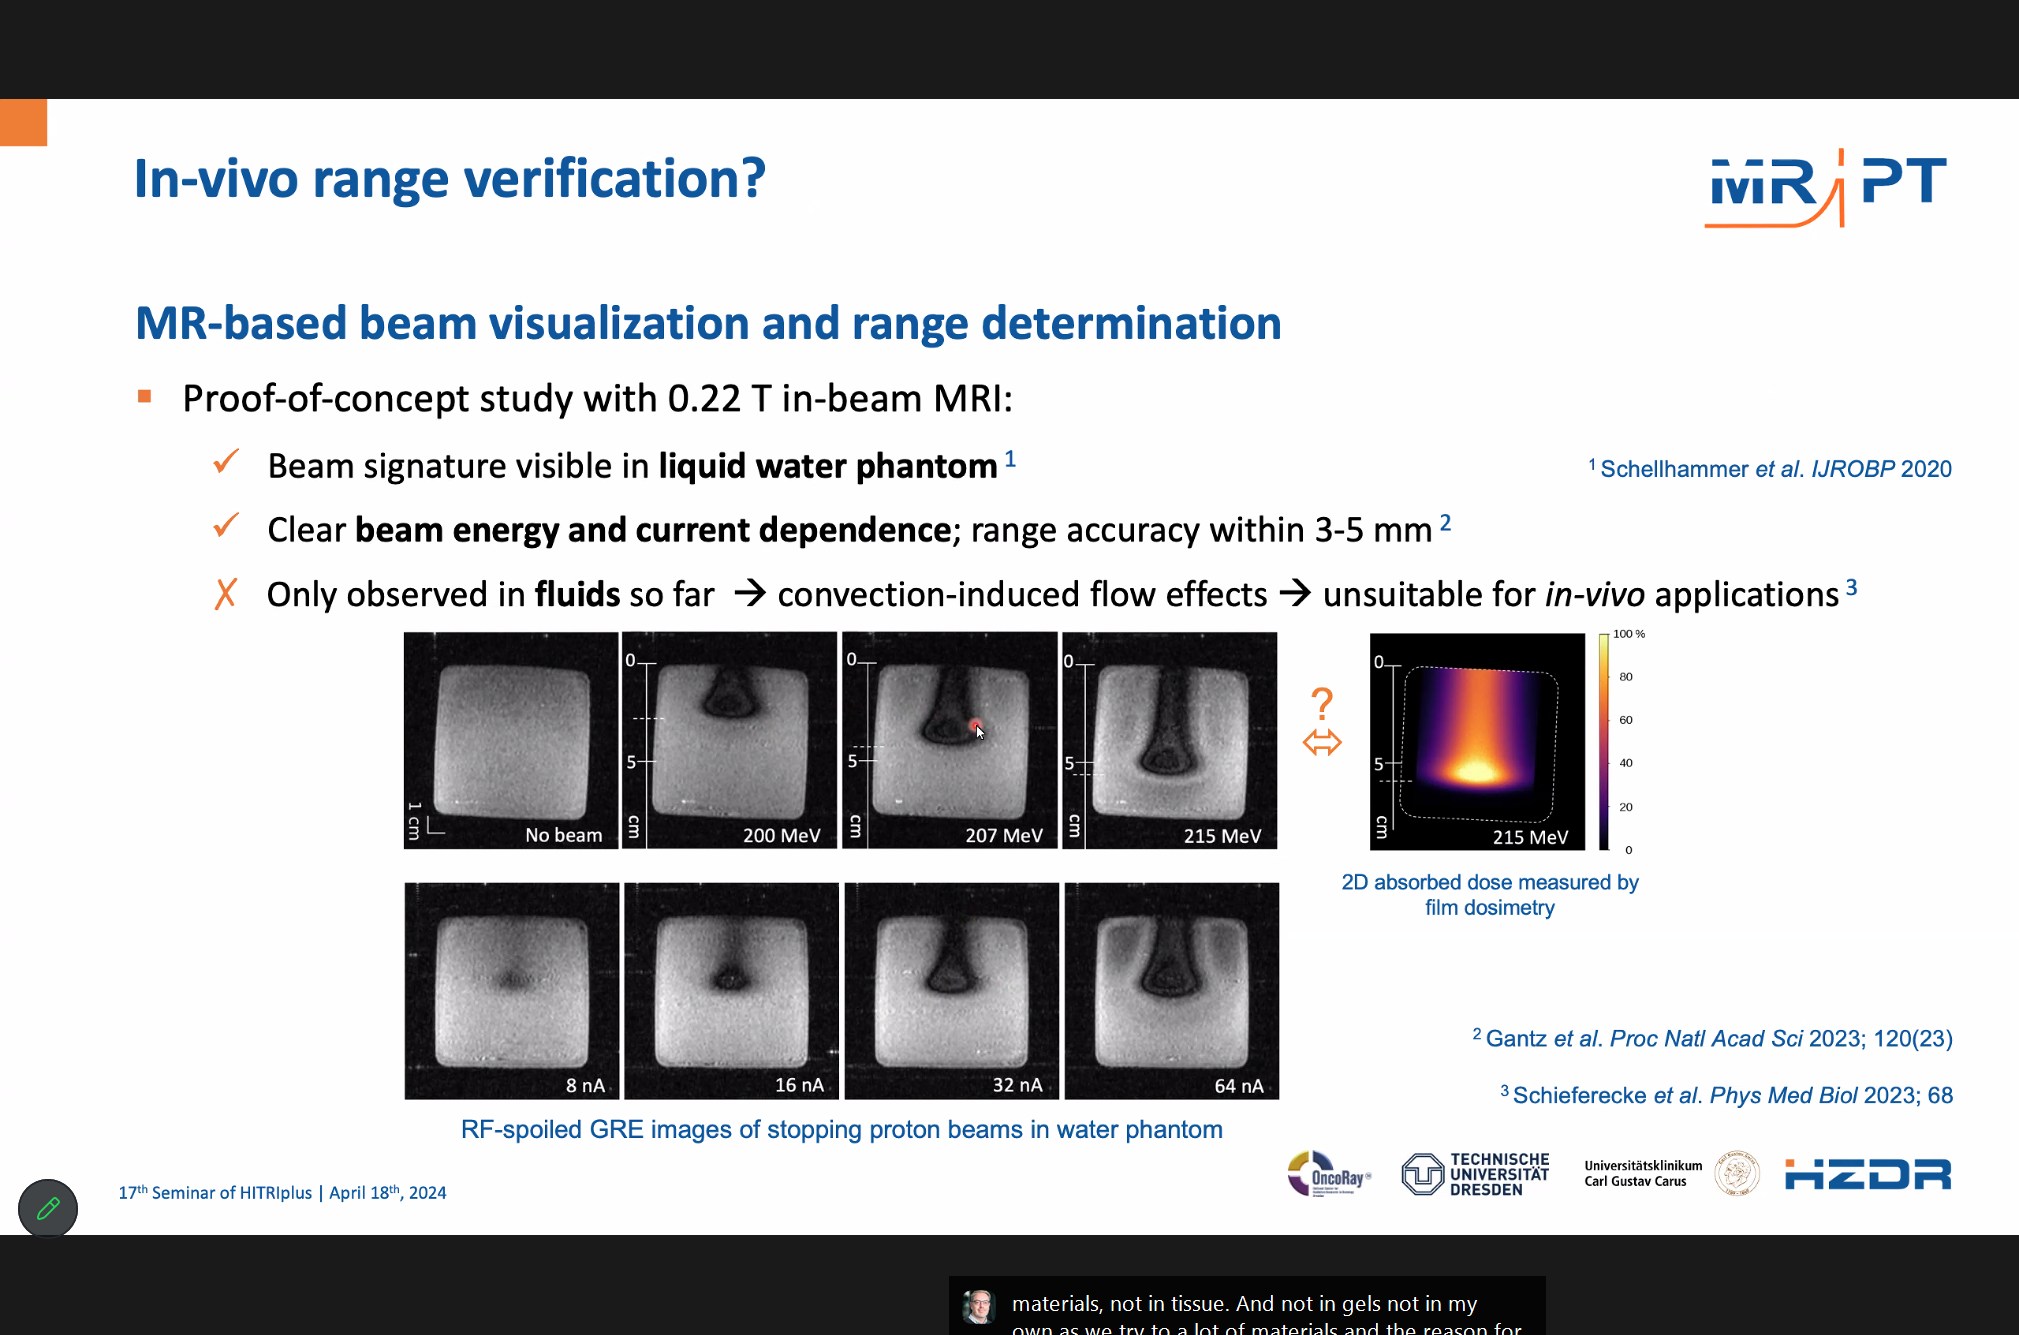 In-vivo range verification?
MR PT
MR-based beam visualization and range determination
Proof-of-concept study with 0.22 T in-beam MRI:
Beam signature visible in liquid water phantom 1
1 Schellhammer et al. IJROBP 2020
Clear beam energy and current dependence; range accuracy within 3-5 mm 2
Only observed in fluids so far → convection-induced flow effects → unsuitable for in-vivo applications 3
1 cm
No beam
0
5
cm
200 MeV
0
5
cm
207 MeV
0
5
cm
215 MeV
?
0
5
cm
215 MeV
100 %
80
60
40
20
0
2D absorbed dose measured by
film dosimetry
8 nA
16 nA
32 nA
64 nA
RF-spoiled GRE images of stopping proton beams in water phantom
2 Gantz et al. Proc Natl Acad Sci 2023; 120(23)
3 Schieferecke et al. Phys Med Biol 2023; 68
17th Seminar of HITRIplus | April 18th, 2024
OncoRay
TECHNISCHE
UNIVERSITÄT
DRESDEN
Universitätsklinikum
Carl Gustav Carus
HZDR
materials, not in tissue. And not in gels not in my
own as we try to a lot of materials and the reason for